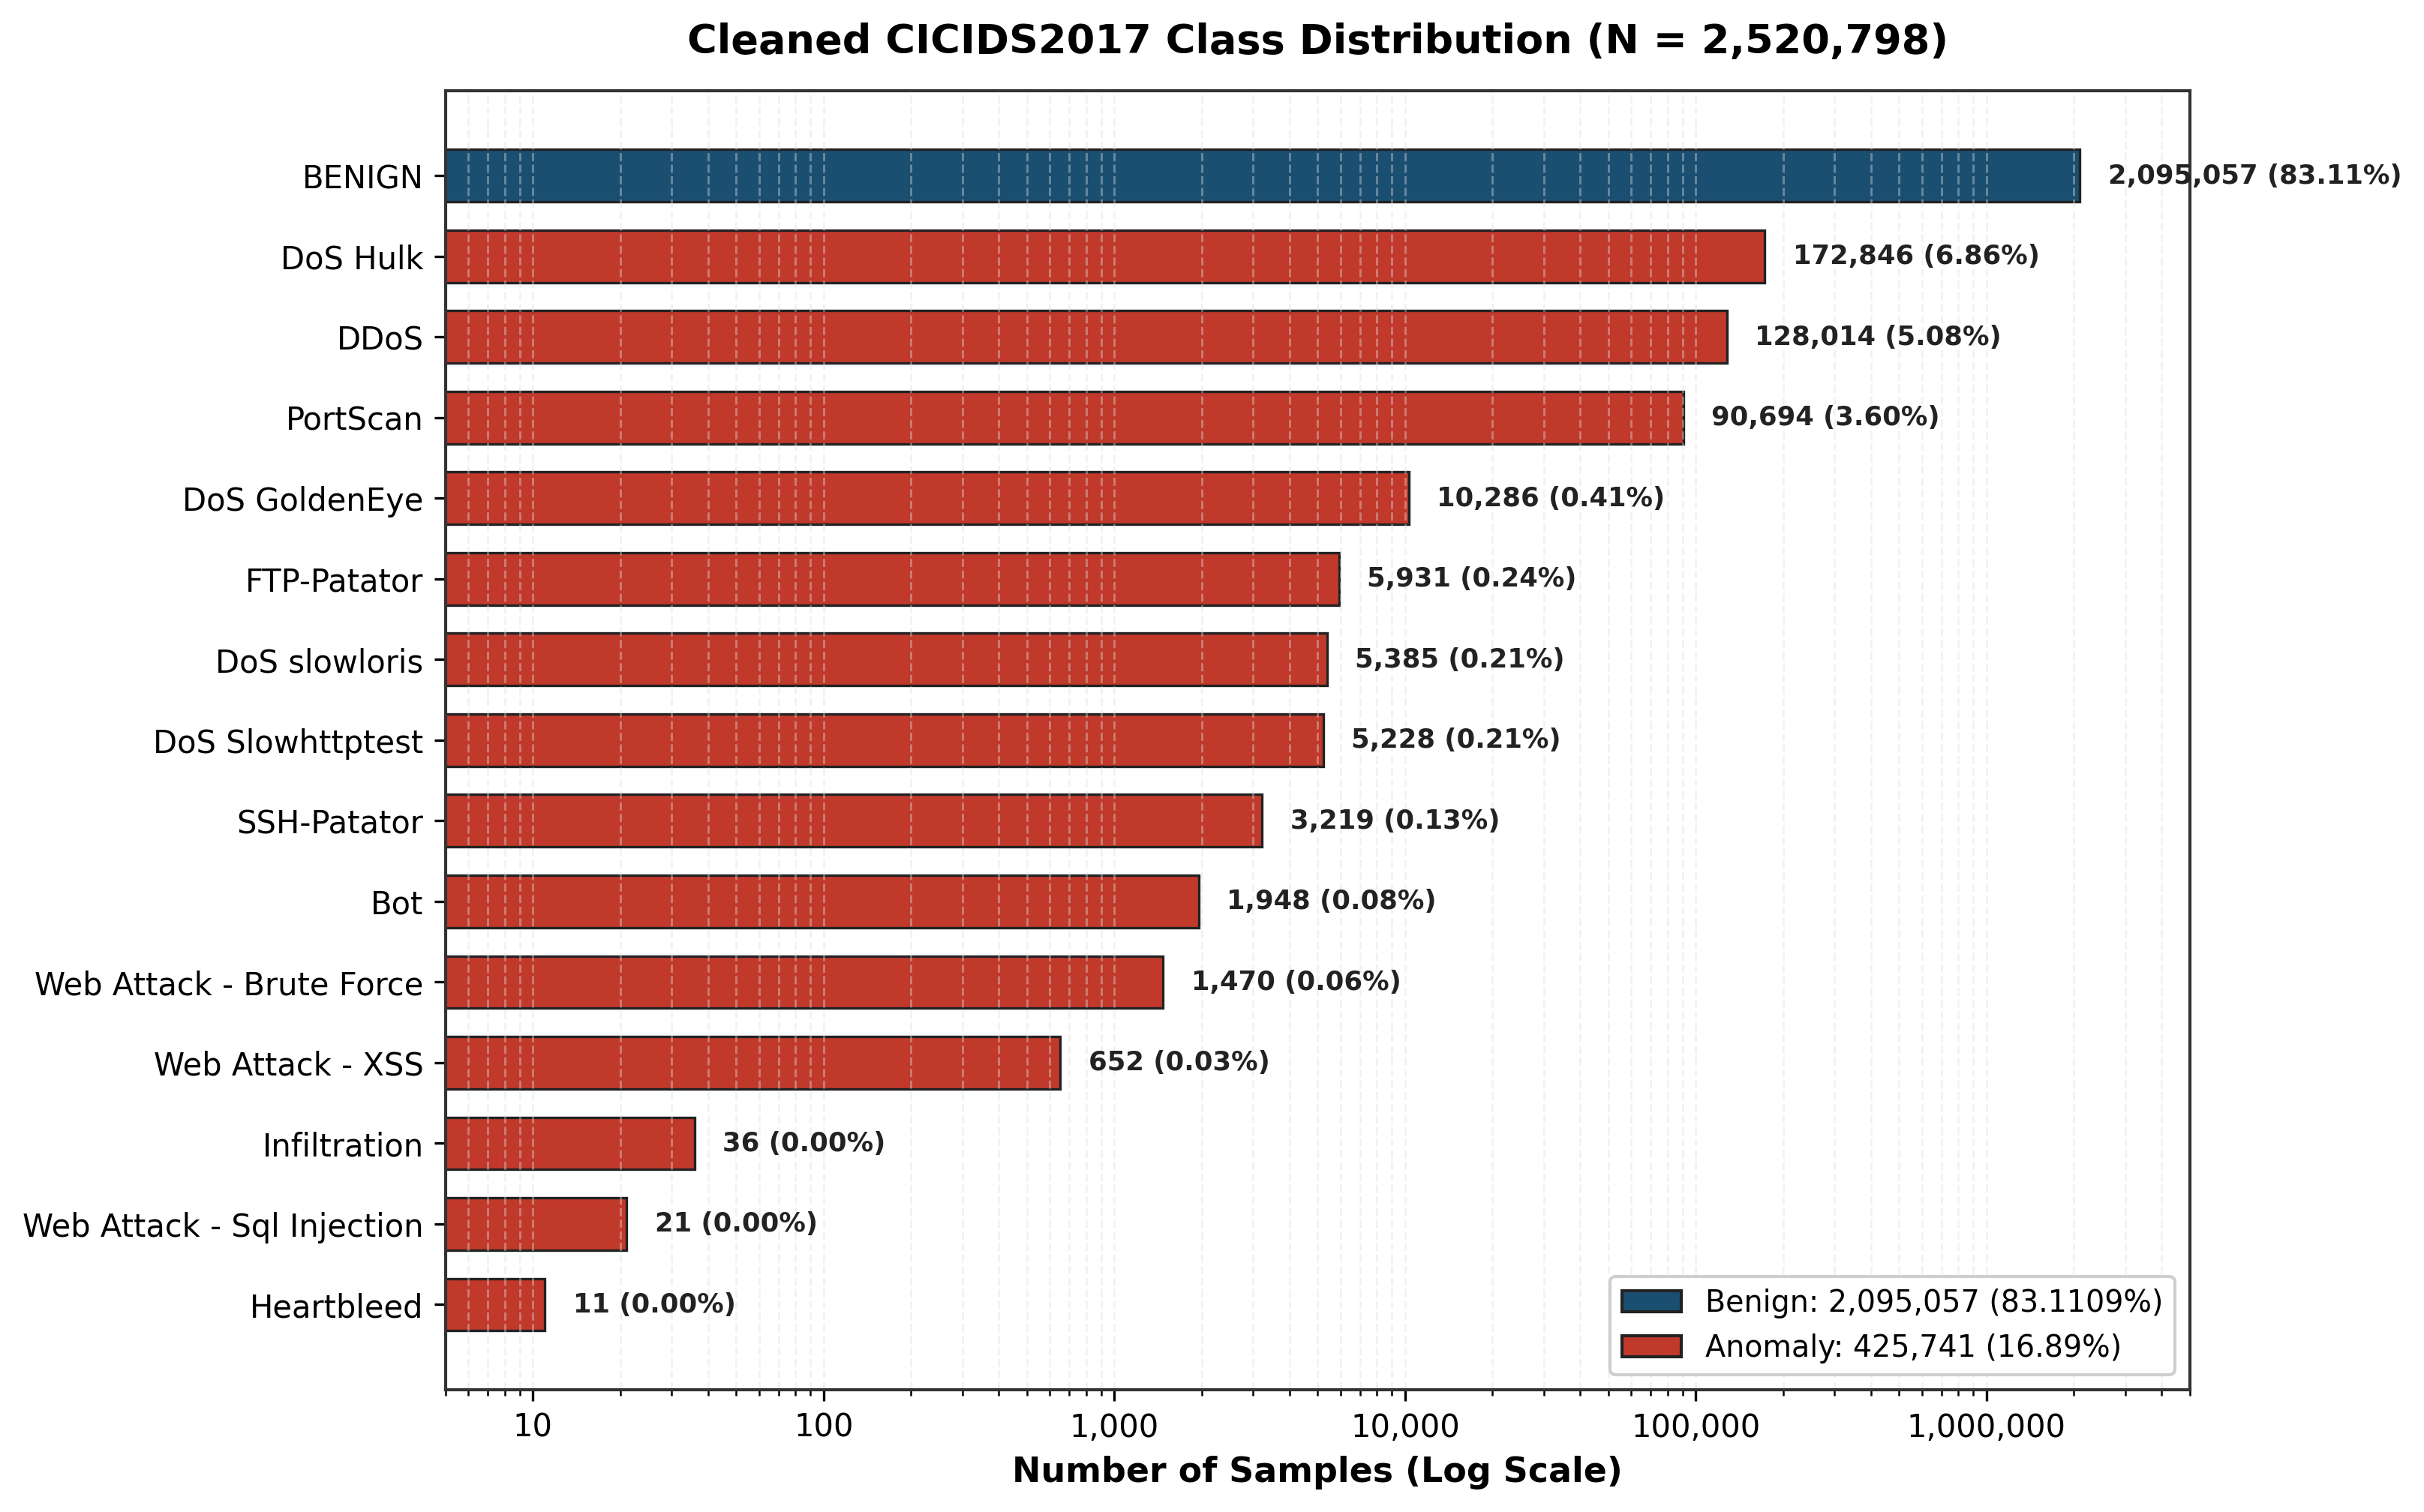 Cleaned CICIDS2017 Class Distribution (N = 2,520,798)
BENIGN 2,095,057 (83.11%)
DoS Hulk 172,846 (6.86%)
DDoS 128,014 (5.08%)
PortScan 90,694 (3.60%)
DoS GoldenEye 10,286 (0.41%)
FTP-Patator 5,931 (0.24%)
DoS slowloris 5,385 (0.21%)
DoS Slowhttptest 5,228 (0.21%)
SSH-Patator 3,219 (0.13%)
Bot 1,948 (0.08%)
Web Attack - Brute Force 1,470 (0.06%)
Web Attack - XSS 652 (0.03%)
Infiltration 36 (0.00%)
Web Attack - Sql Injection 21 (0.00%)
Heartbleed 11 (0.00%)
Benign: 2,095,057 (83.1109%)
Anomaly: 425,741 (16.89%)
10 100 1,000 10,000 100,000 1,000,000
Number of Samples (Log Scale)